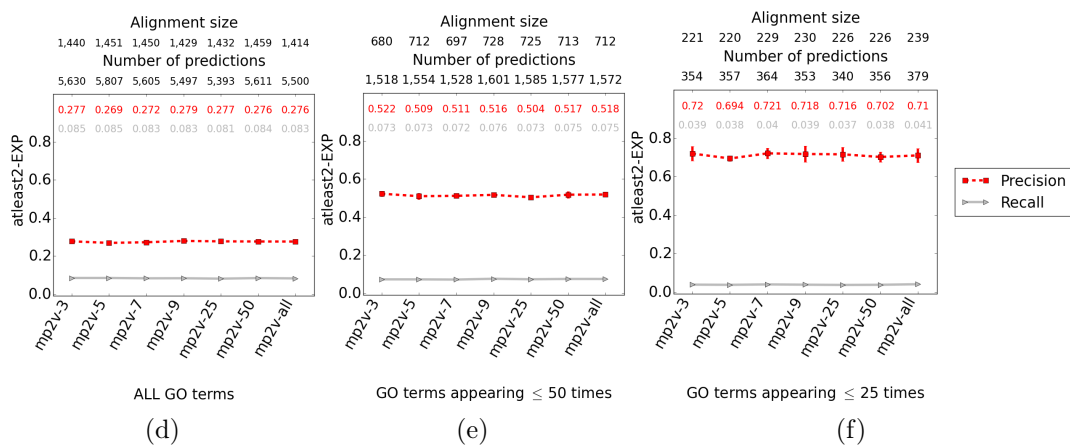 Alignment size
1,440 1,451 1,450 1,429 1,432 1,459 1,414
Number of predictions
5,630 5,807 5,605 5,497 5,393 5,611 5,500
0.277 0.269 0.272 0.279 0.277 0.276 0.276
0.085 0.085 0.083 0.083 0.081 0.084 0.083
atleast2-EXP
0.8
0.6
0.4
0.2
0.0
mp2v-3 mp2v-5 mp2v-7 mp2v-9 mp2v-25 mp2v-50 mp2v-all
ALL GO terms
(d)
Alignment size
680 712 697 728 725 713 712
Number of predictions
1,518 1,554 1,528 1,601 1,585 1,577 1,572
0.522 0.509 0.511 0.516 0.504 0.517 0.518
0.073 0.073 0.072 0.076 0.073 0.075 0.075
atleast2-EXP
0.8
0.6
0.4
0.2
0.0
mp2v-3 mp2v-5 mp2v-7 mp2v-9 mp2v-25 mp2v-50 mp2v-all
GO terms appearing ≤ 50 times
(e)
Alignment size
221 220 229 230 226 226 239
Number of predictions
354 357 364 353 340 356 379
0.72 0.694 0.721 0.718 0.716 0.702 0.71
0.039 0.038 0.04 0.039 0.037 0.038 0.041
atleast2-EXP
0.8
0.6
0.4
0.2
0.0
mp2v-3 mp2v-5 mp2v-7 mp2v-9 mp2v-25 mp2v-50 mp2v-all
GO terms appearing ≤ 25 times
(f)
Precision
Recall